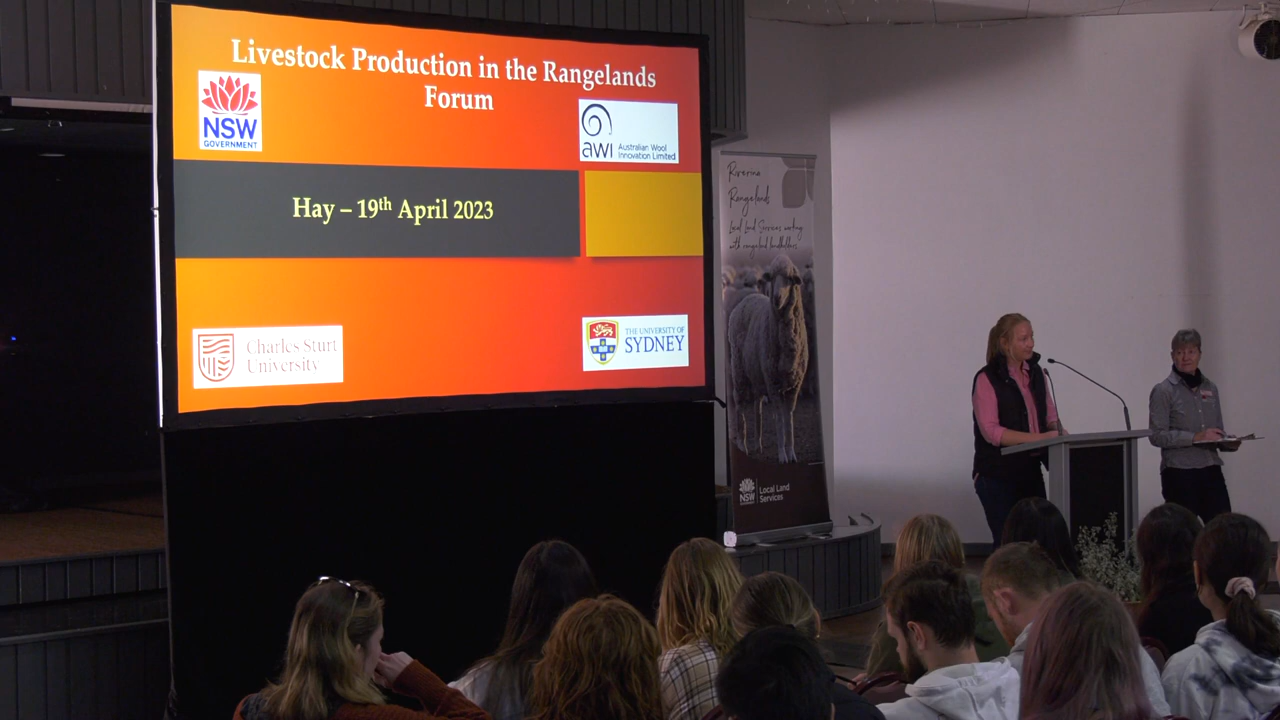 Livestock Production in the Rangelands
Forum
NSW
GOVERNMENT
awi
Australian Wool
Innovation Limited
Hay – 19th April 2023
Charles Sturt
University
THE UNIVERSITY OF
SYDNEY
Riverina
Rangelands
Local Land Services working
with rangeland landholders
NSW
Local Land
Services